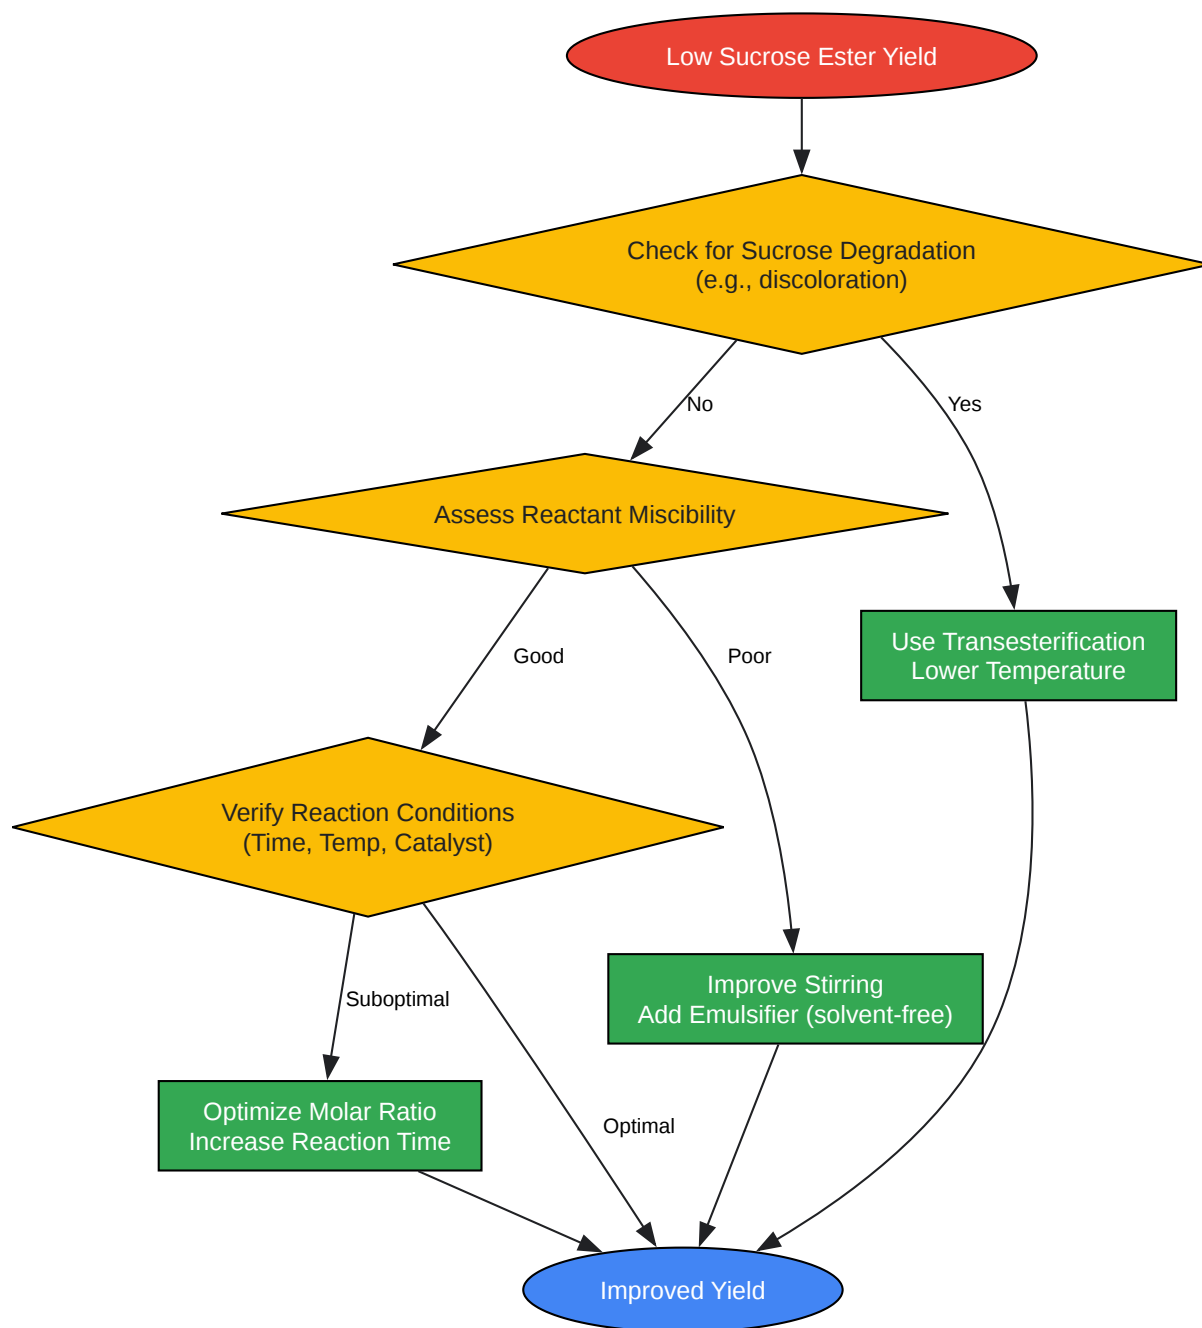 Low Sucrose Ester Yield
Check for Sucrose Degradation
(e.g., discoloration)
No
Yes
Assess Reactant Miscibility
Good
Poor
Use Transesterification
Lower Temperature
Verify Reaction Conditions
(Time, Temp, Catalyst)
Suboptimal
Optimal
Improve Stirring
Add Emulsifier (solvent-free)
Optimize Molar Ratio
Increase Reaction Time
Improved Yield